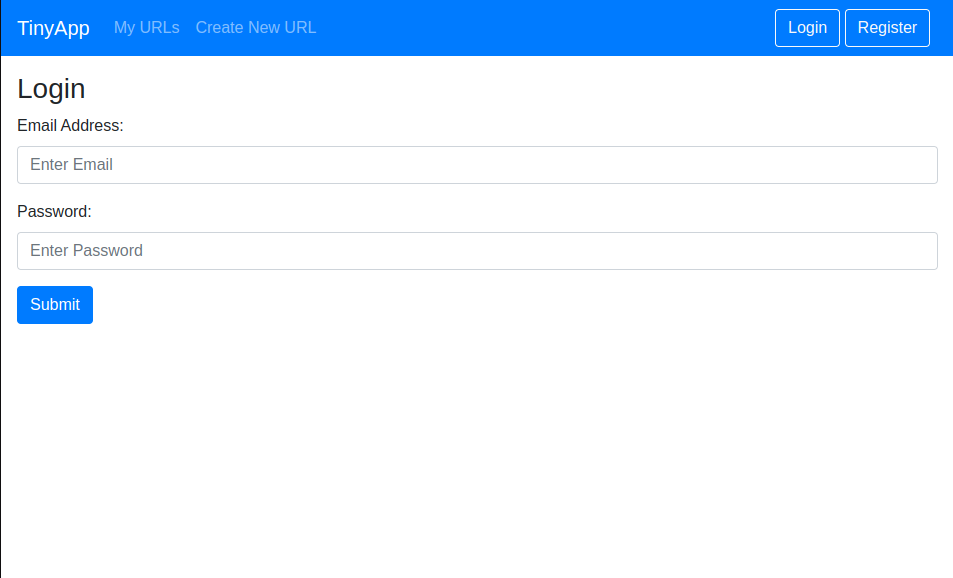 TinyApp My URLs Create New URL Login Register
Login
Email Address:
Enter Email
Password:
Enter Password
Submit